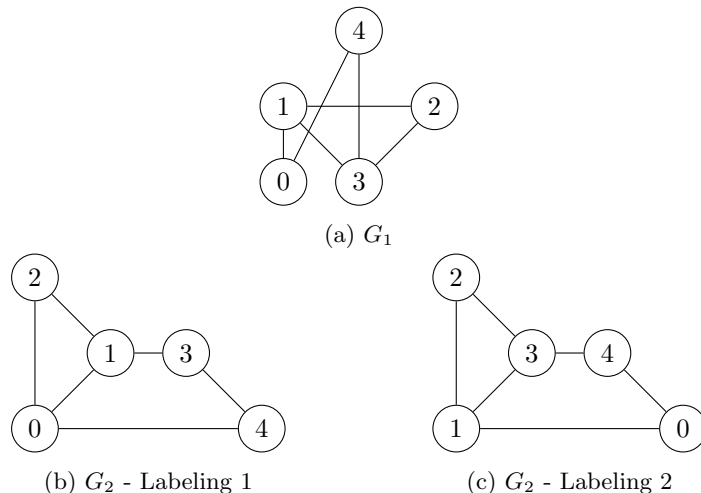 4
1 2
0 3
(a) G₁
2 2
1 3 3 4
0 4 1 0
(b) G₂ - Labeling 1 (c) G₂ - Labeling 2